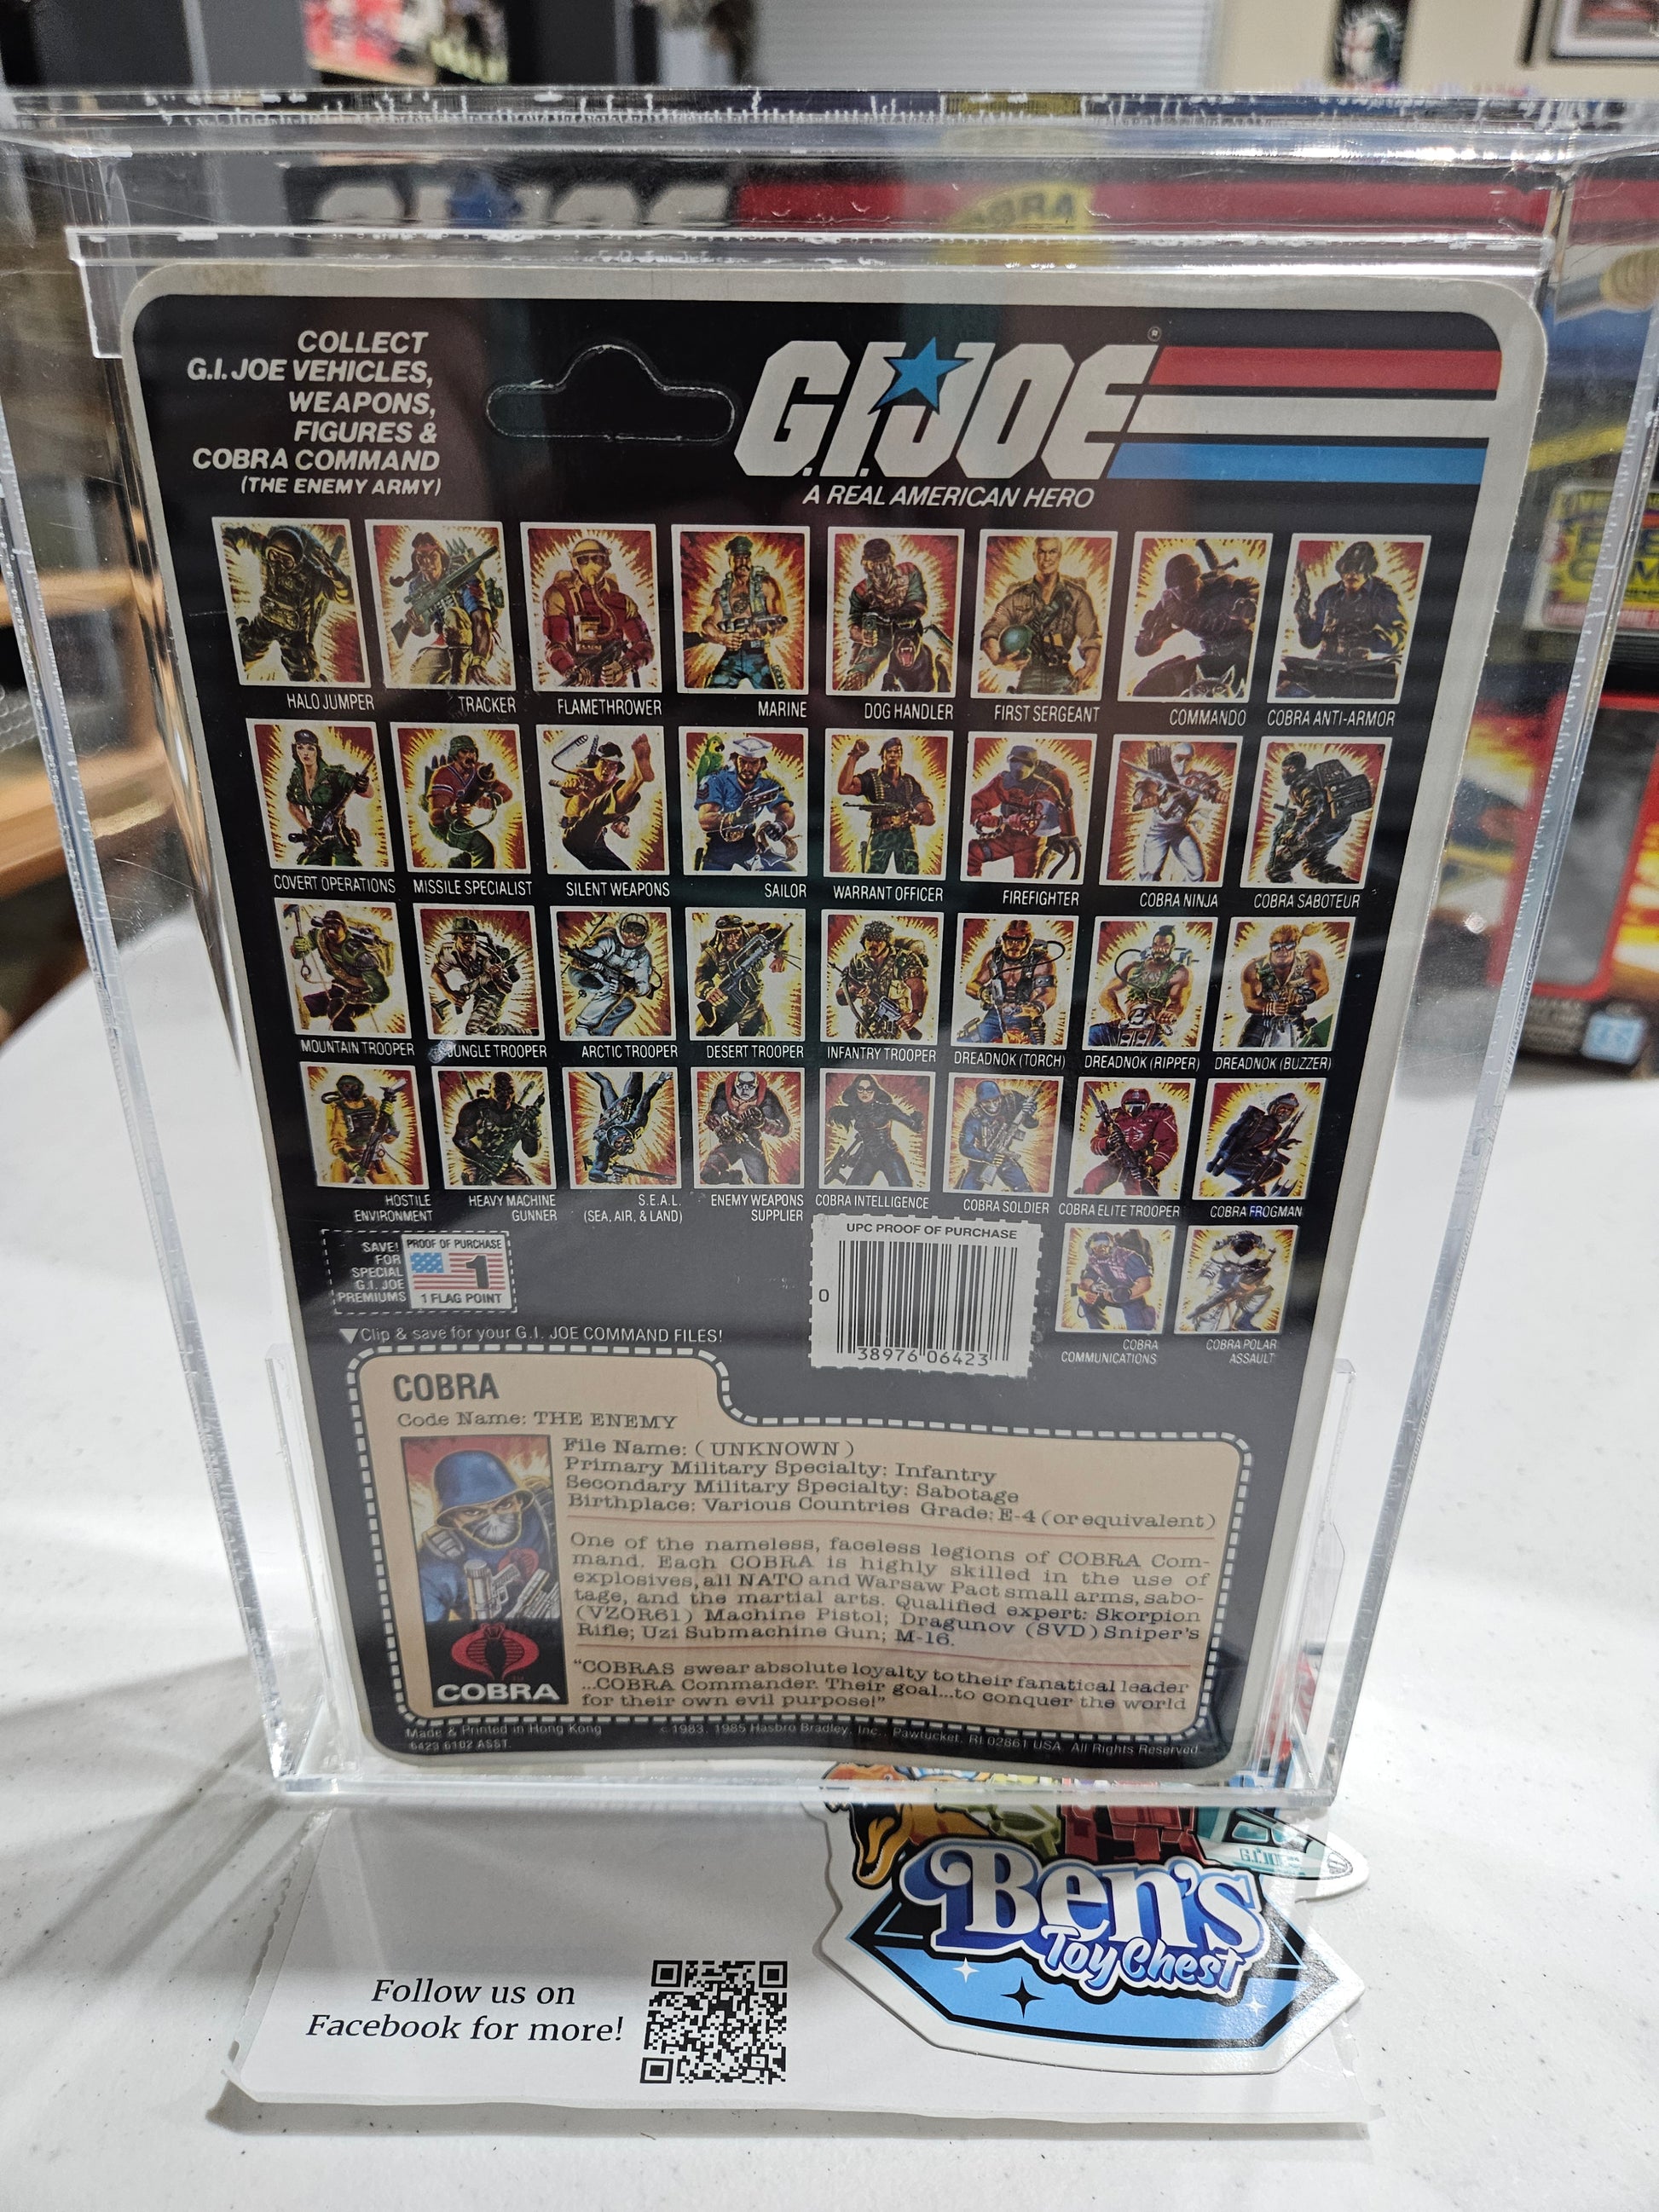 COLLECT
G.I. JOE VEHICLES,
WEAPONS,
FIGURES &
COBRA COMMAND
(THE ENEMY ARMY)
G.I. JOE ®
A REAL AMERICAN HERO
HALO JUMPER TRACKER FLAMETHROWER MARINE DOG HANDLER FIRST SERGEANT COMMANDO COBRA ANTI-ARMOR
COVERT OPERATIONS MISSILE SPECIALIST SILENT WEAPONS SAILOR WARRANT OFFICER FIREFIGHTER COBRA NINJA COBRA SABOTEUR
MOUNTAIN TROOPER JUNGLE TROOPER ARCTIC TROOPER DESERT TROOPER INFANTRY TROOPER DREADNOK (TORCH) DREADNOK (RIPPER) DREADNOK (BUZZER)
HOSTILE
ENVIRONMENT
HEAVY MACHINE
GUNNER
S.E.A.L.
(SEA, AIR, & LAND)
ENEMY WEAPONS
SUPPLIER
COBRA INTELLIGENCE COBRA SOLDIER COBRA ELITE TROOPER COBRA FROGMAN
SAVE!
FOR
SPECIAL
G.I. JOE
PREMIUMS
PROOF OF PURCHASE
1
1 FLAG POINT
UPC PROOF OF PURCHASE
0 38976 06423
COBRA
COMMUNICATIONS
COBRA POLAR
ASSAULT
▼Clip & save for your G.I. JOE COMMAND FILES!
COBRA
Code Name: THE ENEMY
File Name: (UNKNOWN)
Primary Military Specialty: Infantry
Secondary Military Specialty: Sabotage
Birthplace: Various Countries Grade: E-4 (or equivalent)
One of the nameless, faceless legions of COBRA Com-
mand. Each COBRA is highly skilled in the use of
explosives, all NATO and Warsaw Pact small arms, sabo-
tage, and the martial arts. Qualified expert: Skorpion
(VZOR61) Machine Pistol; Dragunov (SVD) Sniper's
Rifle; Uzi Submachine Gun; M-16.
"COBRAS swear absolute loyalty to their fanatical leader
...COBRA Commander. Their goal...to conquer the world
for their own evil purpose!"
COBRA
Made & Printed in Hong Kong © 1983, 1985 Hasbro Bradley, Inc., Pawtucket, RI 02861 USA. All Rights Reserved.
6423.6102 ASST.
G.I. JOE
Ben's
Toy Chest
Follow us on
Facebook for more!